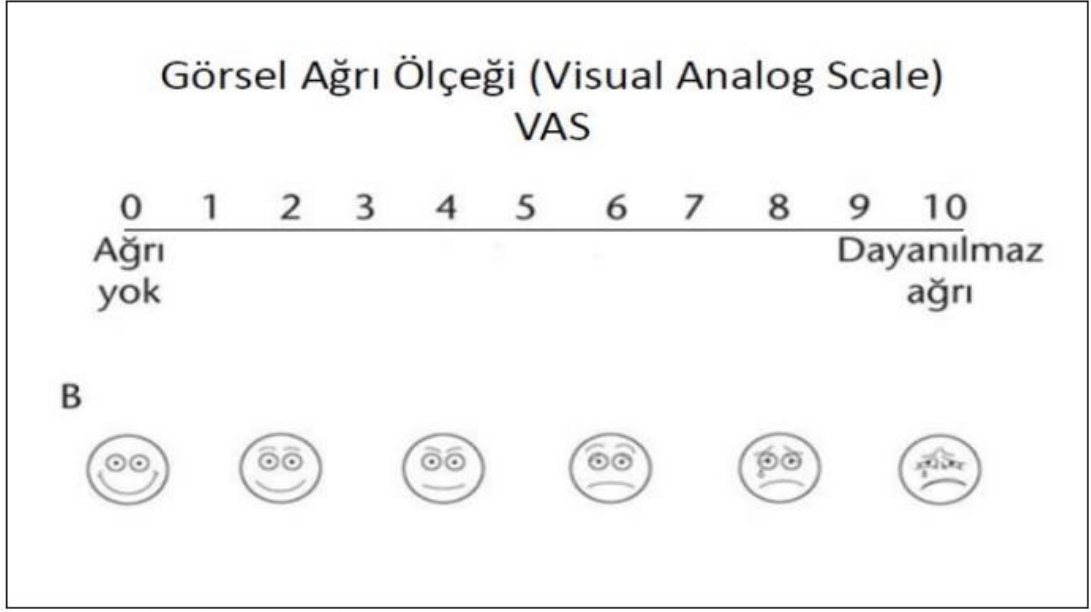 Görsel Ağrı Ölçeği (Visual Analog Scale)
VAS
0 1 2 3 4 5 6 7 8 9 10
Ağrı yok
Dayanılmaz ağrı
B